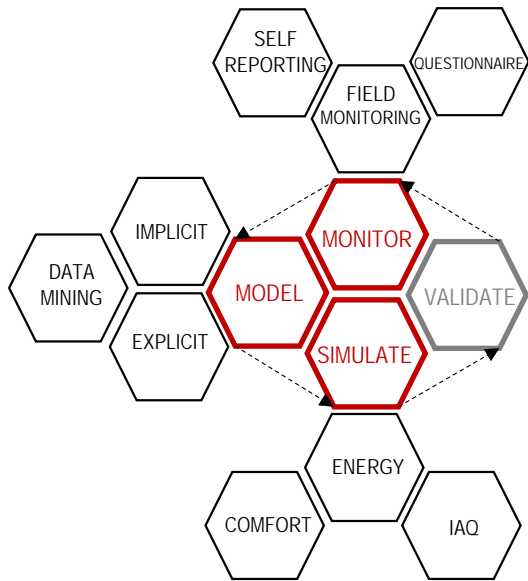 SELF
REPORTING
QUESTIONNAIRE
FIELD
MONITORING
IMPLICIT
MONITOR
DATA
MINING
MODEL
VALIDATE
EXPLICIT
SIMULATE
ENERGY
COMFORT
IAQ